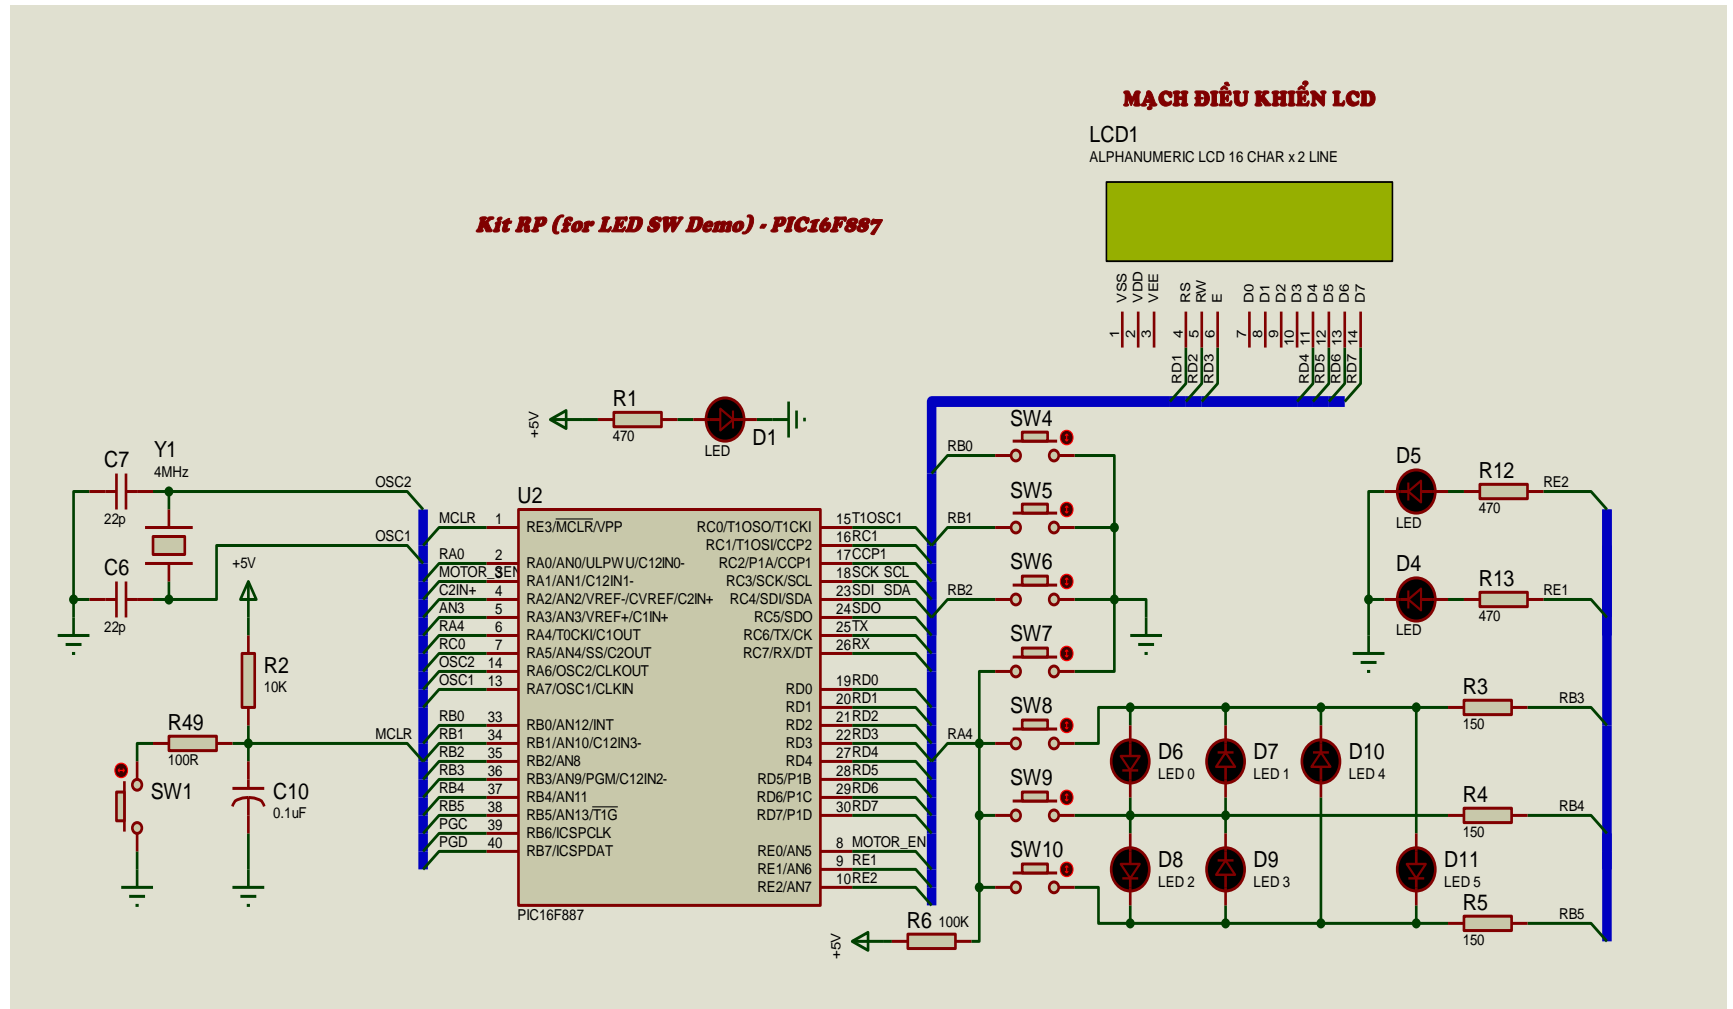 MẠCH ĐIỀU KHIỂN LCD
LCD1
ALPHANUMERIC LCD 16 CHAR x 2 LINE
Kit RP (for LED SW Demo) - PIC16F887
VSS
VDD
VEE
RS
RW
E
D0
D1
D2
D3
D4
D5
D6
D7
1
2
3
4
5
6
7
8
9
10
11
12
13
14
RD1
RD2
RD3
RD4
RD5
RD6
RD7
+5V
R1
470
LED
D1
C7
22p
Y1
4MHz
C6
22p
OSC2
OSC1
+5V
R2
10K
R49
100R
MCLR
SW1
C10
0.1uF
U2
MCLR 1 RE3/MCLR/VPP
RA0 2 RA0/AN0/ULPWU/C12IN0-
MOTOR_SEN 3 RA1/AN1/C12IN1-
C2IN+ 4 RA2/AN2/VREF-/CVREF/C2IN+
AN3 5 RA3/AN3/VREF+/C1IN+
RA4 6 RA4/T0CKI/C1OUT
RC0 7 RA5/AN4/SS/C2OUT
OSC2 14 RA6/OSC2/CLKOUT
OSC1 13 RA7/OSC1/CLKIN
RB0 33 RB0/AN12/INT
RB1 34 RB1/AN10/C12IN3-
RB2 35 RB2/AN8
RB3 36 RB3/AN9/PGM/C12IN2-
RB4 37 RB4/AN11
RB5 38 RB5/AN13/T1G
PGC 39 RB6/ICSPCLK
PGD 40 RB7/ICSPDAT
RC0/T1OSO/T1CKI 15 T1OSC1
RC1/T1OSI/CCP2 16 RC1
RC2/P1A/CCP1 17 CCP1
RC3/SCK/SCL 18 SCK SCL
RC4/SDI/SDA 23 SDI SDA
RC5/SDO 24 SDO
RC6/TX/CK 25 TX
RC7/RX/DT 26 RX
RD0 19 RD0
RD1 20 RD1
RD2 21 RD2
RD3 22 RD3
RD4 27 RD4
RD5/P1B 28 RD5
RD6/P1C 29 RD6
RD7/P1D 30 RD7
RE0/AN5 8 MOTOR_EN
RE1/AN6 9 RE1
RE2/AN7 10 RE2
PIC16F887
RB0
SW4
RB1
SW5
RB2
SW6
SW7
RA4
SW8
SW9
SW10
+5V
R6 100K
D5
LED
R12
470
RE2
D4
LED
R13
470
RE1
R3
150
RB3
D6
LED 0
D7
LED 1
D10
LED 4
R4
150
RB4
D8
LED 2
D9
LED 3
D11
LED 5
R5
150
RB5